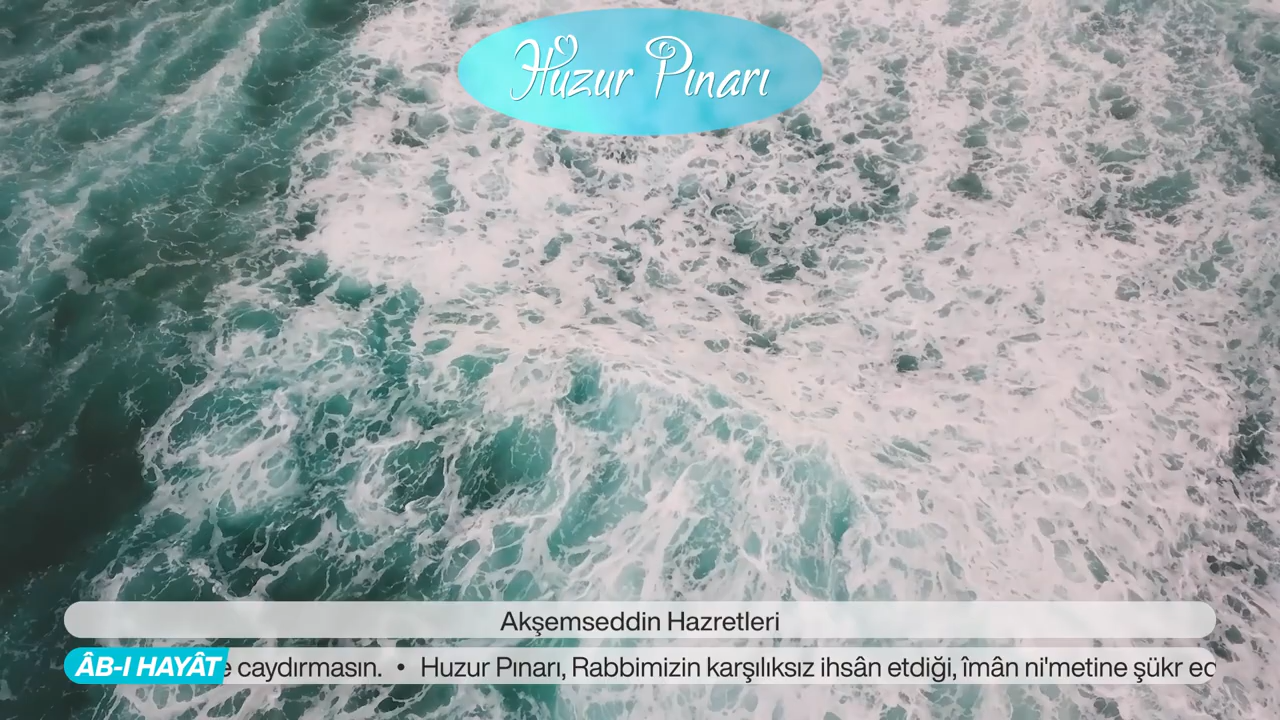 Huzur Pınarı
Akşemseddin Hazretleri
ÂB-I HAYÂT
caydırmasın. • Huzur Pınarı, Rabbimizin karşılıksız ihsân etdiği, îmân ni'metine şükr